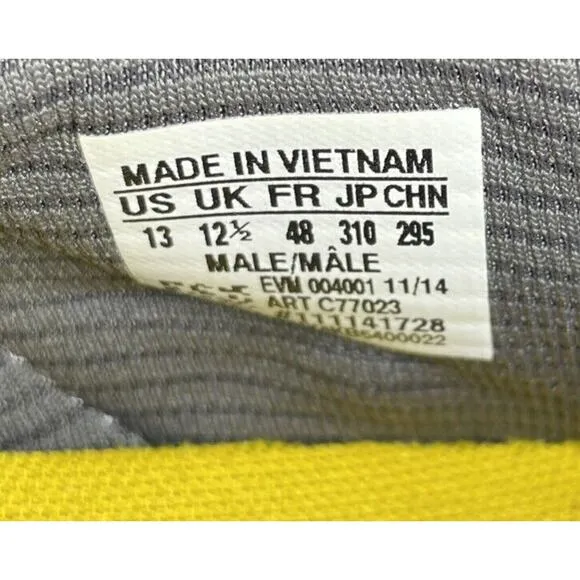 MADE IN VIETNAM
US UK FR JP CHN
13 12½ 48 310 295
MALE/MÂLE
EVM 004001 11/14
ART C77023
#111141728